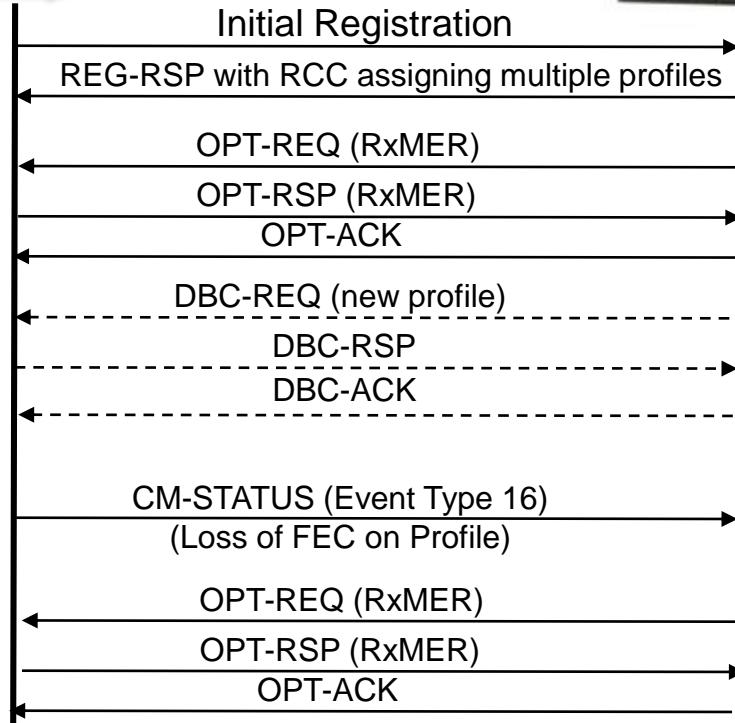 Initial Registration
REG-RSP with RCC assigning multiple profiles
OPT-REQ (RxMER)
OPT-RSP (RxMER)
OPT-ACK
DBC-REQ (new profile)
DBC-RSP
DBC-ACK
CM-STATUS (Event Type 16)
(Loss of FEC on Profile)
OPT-REQ (RxMER)
OPT-RSP (RxMER)
OPT-ACK